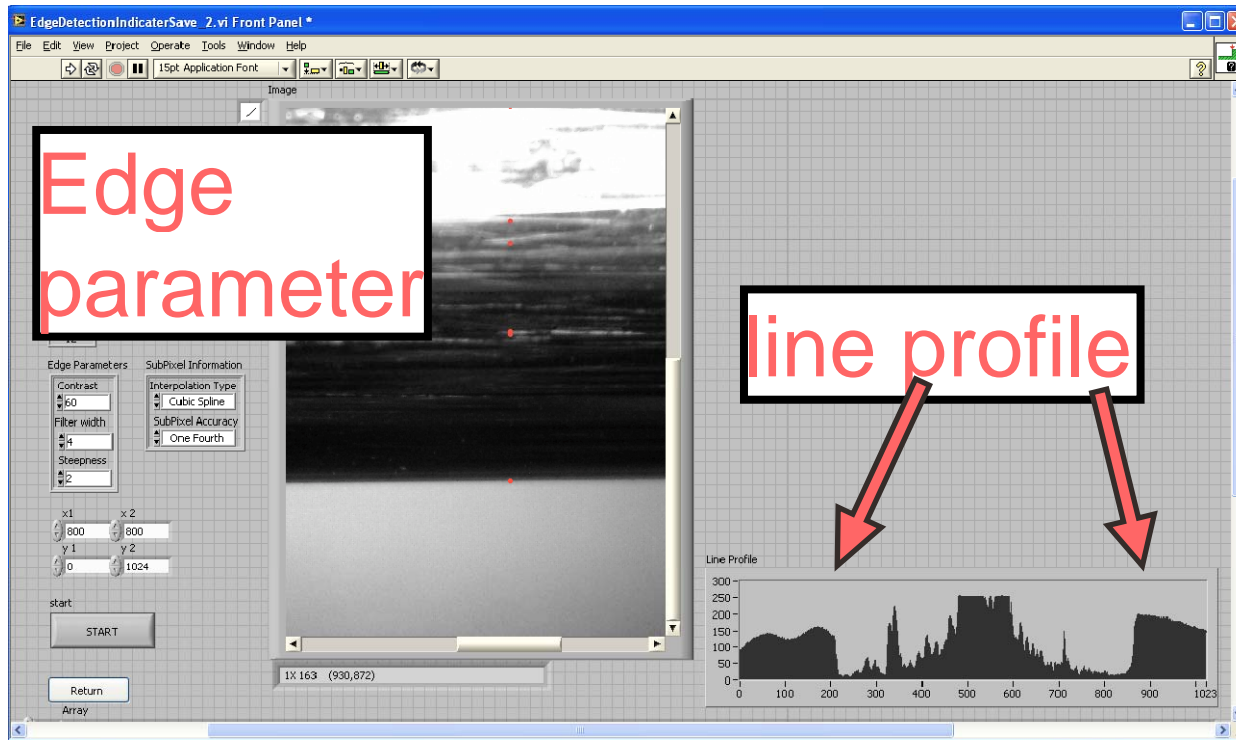 EdgeDetectionIndicaterSave_2.vi Front Panel *
File Edit View Project Operate Tools Window Help
15pt Application Font
Image
Edge
parameter
line profile
Edge Parameters
Contrast
60
Filter width
4
Steepness
2
SubPixel Information
Interpolation Type
Cubic Spline
SubPixel Accuracy
One Fourth
x1 x 2
800 800
y 1 y 2
0 1024
start
START
Return
Array
1X 163 (930,872)
Line Profile
300
250
200
150
100
50
0
0 100 200 300 400 500 600 700 800 900 1023